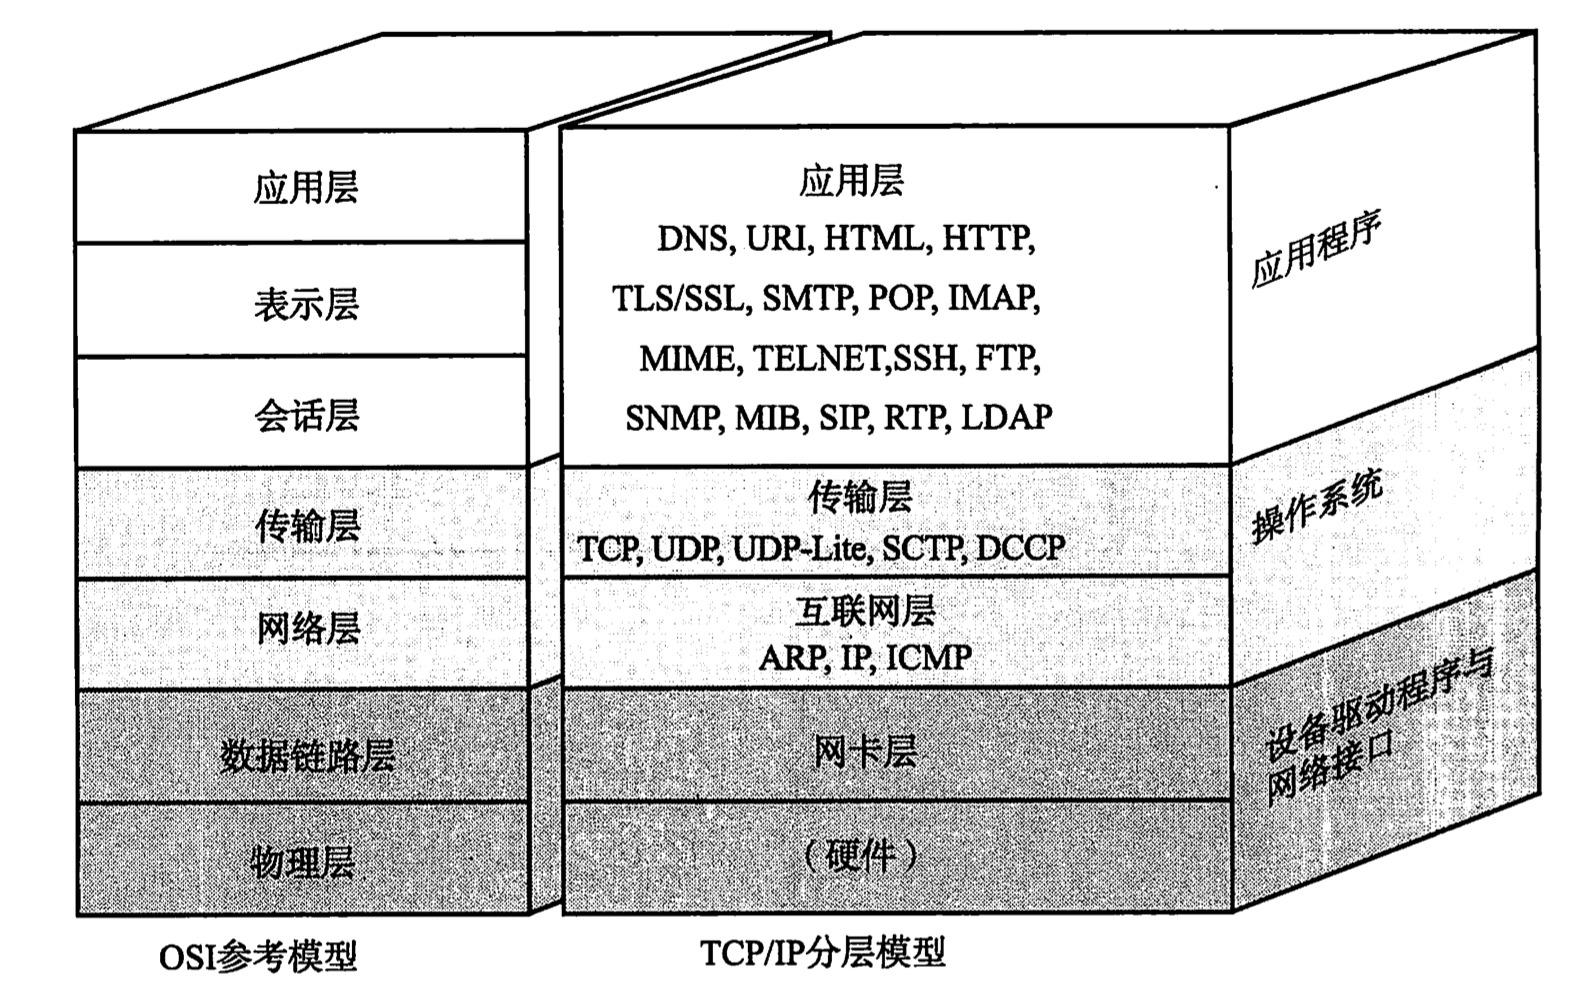 应用层
表示层
会话层
传输层
网络层
数据链路层
物理层
OSI参考模型
应用层
DNS, URI, HTML, HTTP,
TLS/SSL, SMTP, POP, IMAP,
MIME, TELNET,SSH, FTP,
SNMP, MIB, SIP, RTP, LDAP
传输层
TCP, UDP, UDP-Lite, SCTP, DCCP
互联网层
ARP, IP, ICMP
网卡层
（硬件）
TCP/IP分层模型
应用程序
操作系统
设备驱动程序与
网络接口